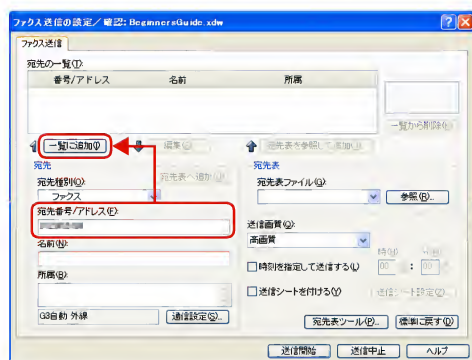 ファクス送信の設定／確認: BeginnersGuide.xdw
ファクス送信
宛先の一覧(T):
番号/アドレス 名前 所属
一覧から削除(X)
一覧に追加(I) 編集(C)... 宛先表を参照して追加(J)...
宛先 宛先表
宛先種別(O): 宛先表へ追加(U)... 宛先表ファイル(G):
ファクス 参照(R)...
宛先番号/アドレス(F):
送信画質(Q):
名前(N): 高画質
所属(B): 時刻を指定して送信する(L) 00 : 00
送信シートを付ける(Y) 送信シート設定(Z)...
G3自動 外線 通信設定(S)... 宛先表ツール(P)... 標準に戻す(D)
送信開始 送信中止 ヘルプ